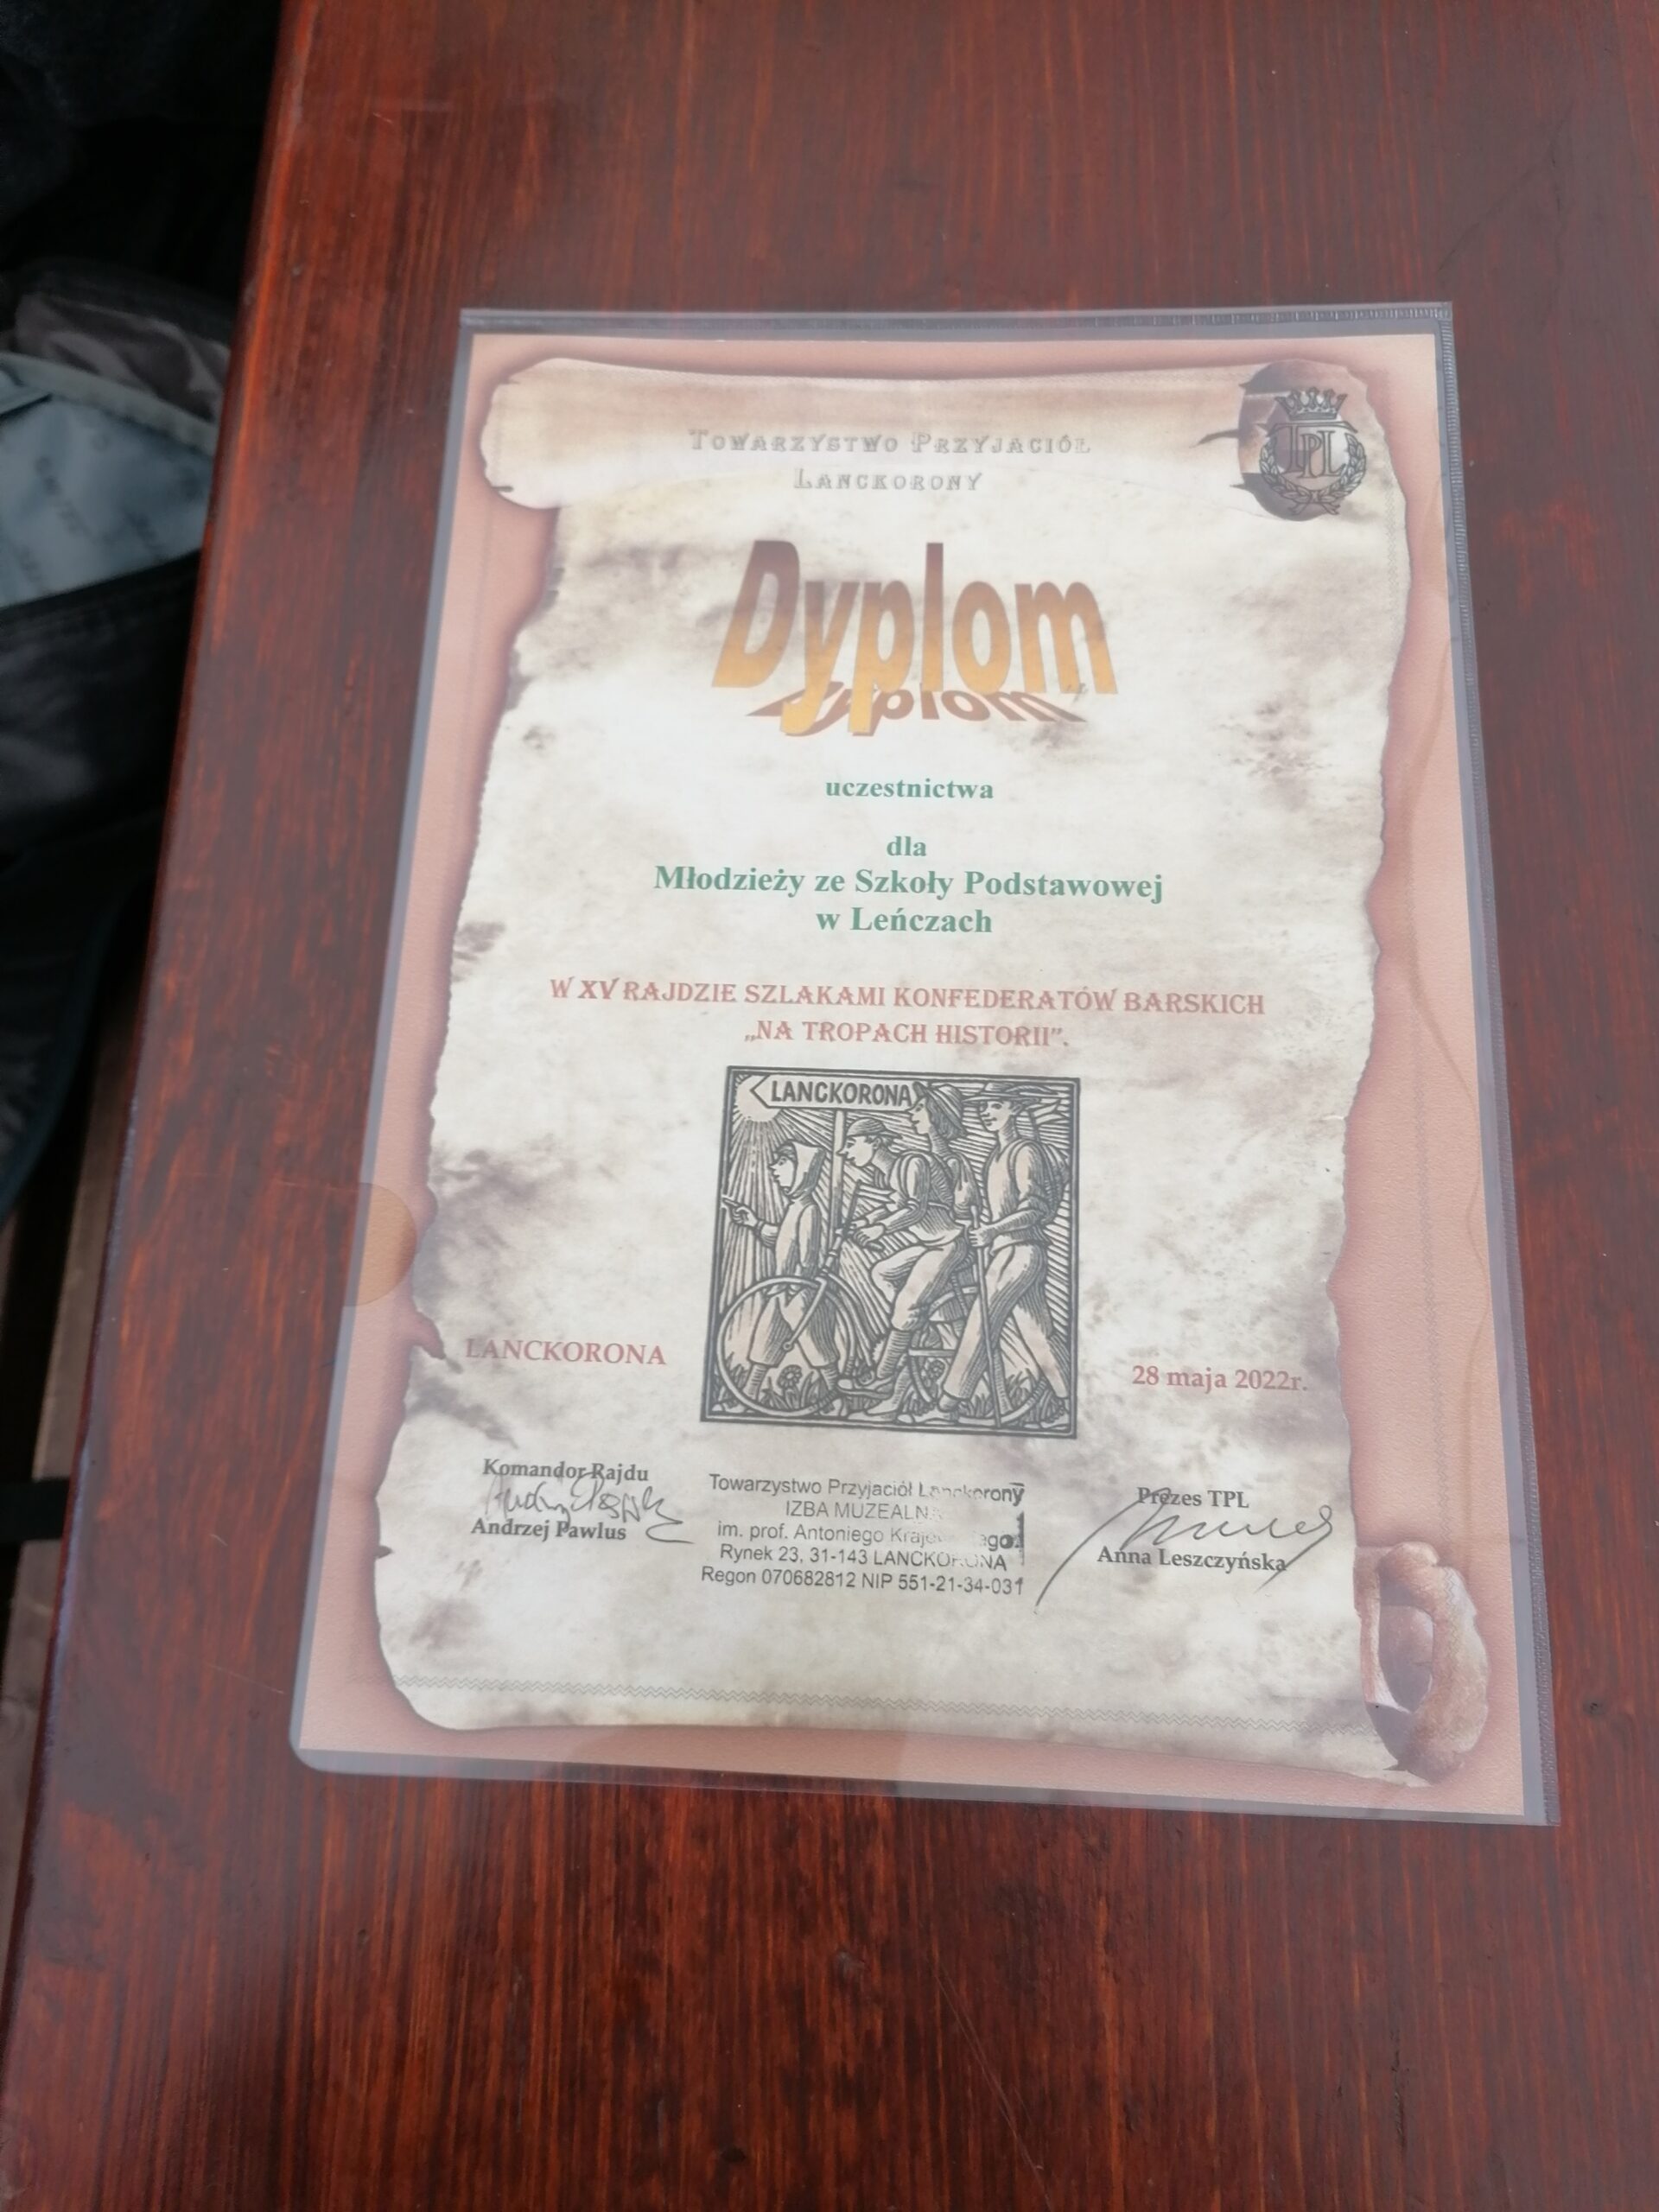 TOWARZYSTWO PRZYJACIÓŁ
LANCKORONY
TPL
Dyplom
uczestnictwa
dla
Młodzieży ze Szkoły Podstawowej
w Leńczach
W XV RAJDZIE SZLAKAMI KONFEDERATÓW BARSKICH
„NA TROPACH HISTORII”.
LANCKORONA
LANCKORONA
28 maja 2022r.
Komandor Rajdu
Andrzej Pawlus
Towarzystwo Przyjaciół Lanckorony
IZBA MUZEALNA
im. prof. Antoniego
Rynek 23, 31-143 LANCKORONA
Regon 070682812 NIP 551-21-34-031
Prezes TPL
Anna Leszczyńska